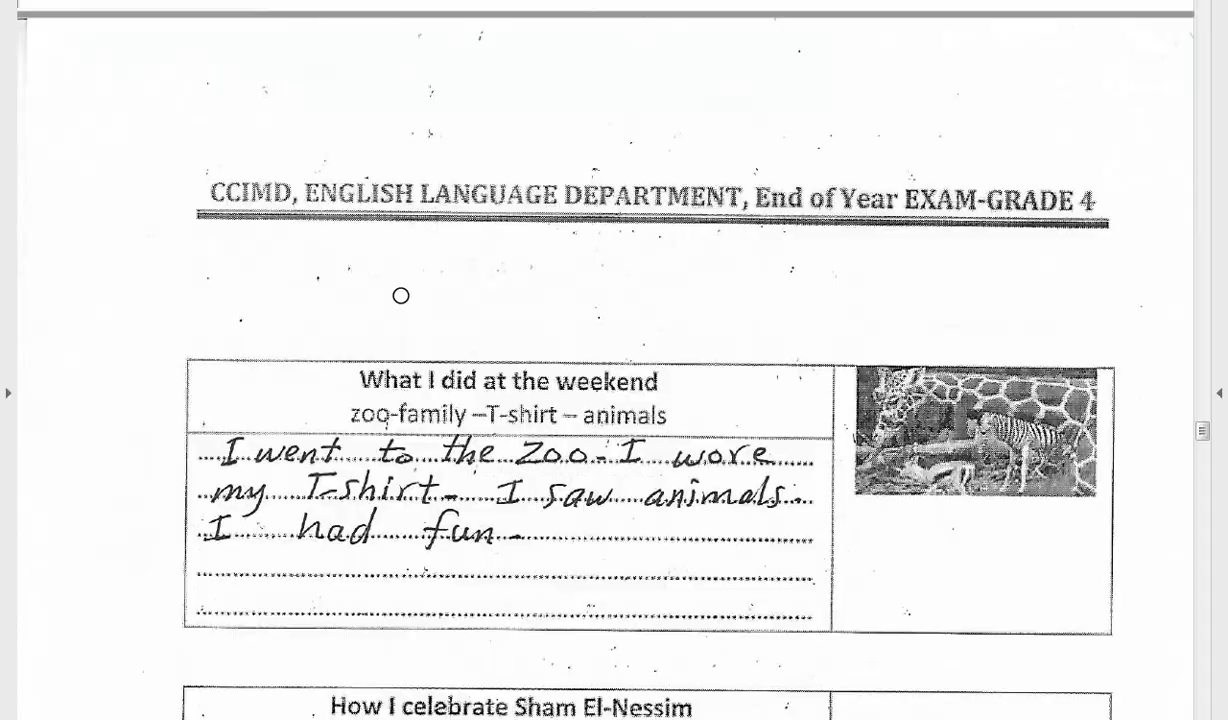 CCIMD, ENGLISH LANGUAGE DEPARTMENT, End of Year EXAM-GRADE 4
What I did at the weekend
zoo-family –T-shirt – animals
I went to the zoo - I wore
my T-shirt - I saw animals -
I had fun -
How I celebrate Sham El-Nessim